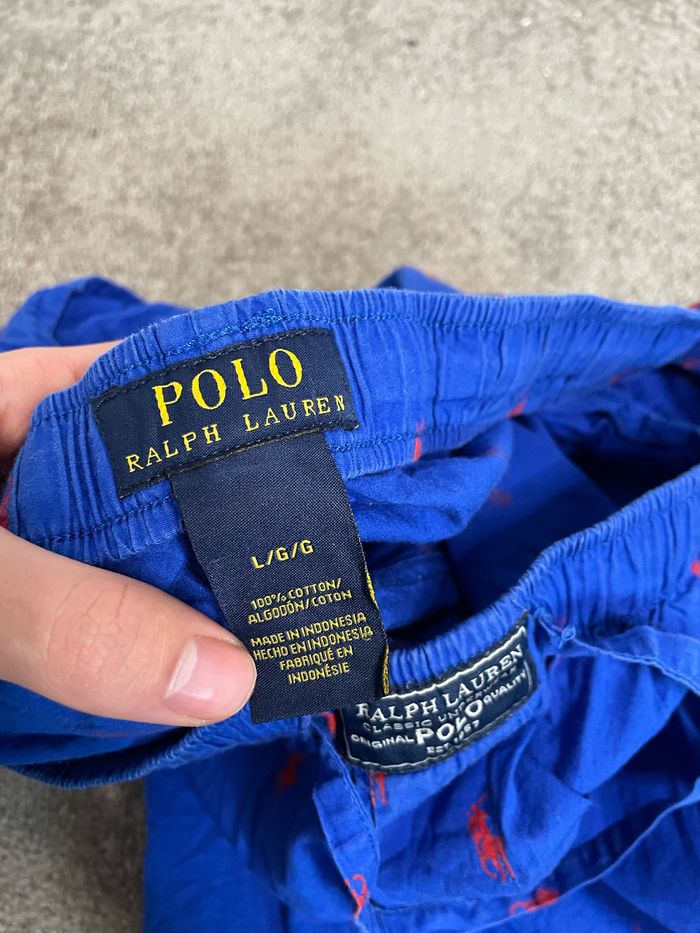 POLO
RALPH LAUREN
L/G/G
100% COTTON/
ALGODÓN/COTON
MADE IN INDONESIA
HECHO EN INDONESIA
FABRIQUÉ EN
INDONÉSIE
RALPH LAUREN
CLASSIC
ORIGINAL POLO QUALITY
EST. 1967